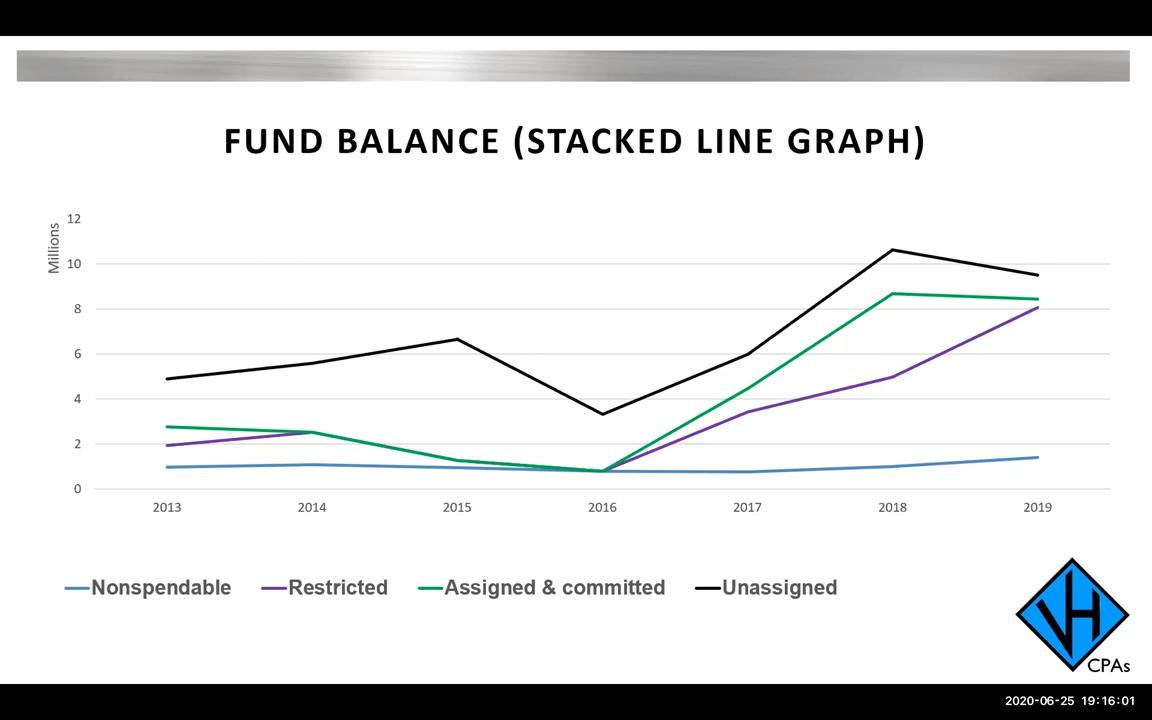 FUND BALANCE (STACKED LINE GRAPH)
Millions
12
10
8
6
4
2
0
2013 2014 2015 2016 2017 2018 2019
Nonspendable Restricted Assigned & committed Unassigned
VH
CPAs
2020-06-25 19:16:01